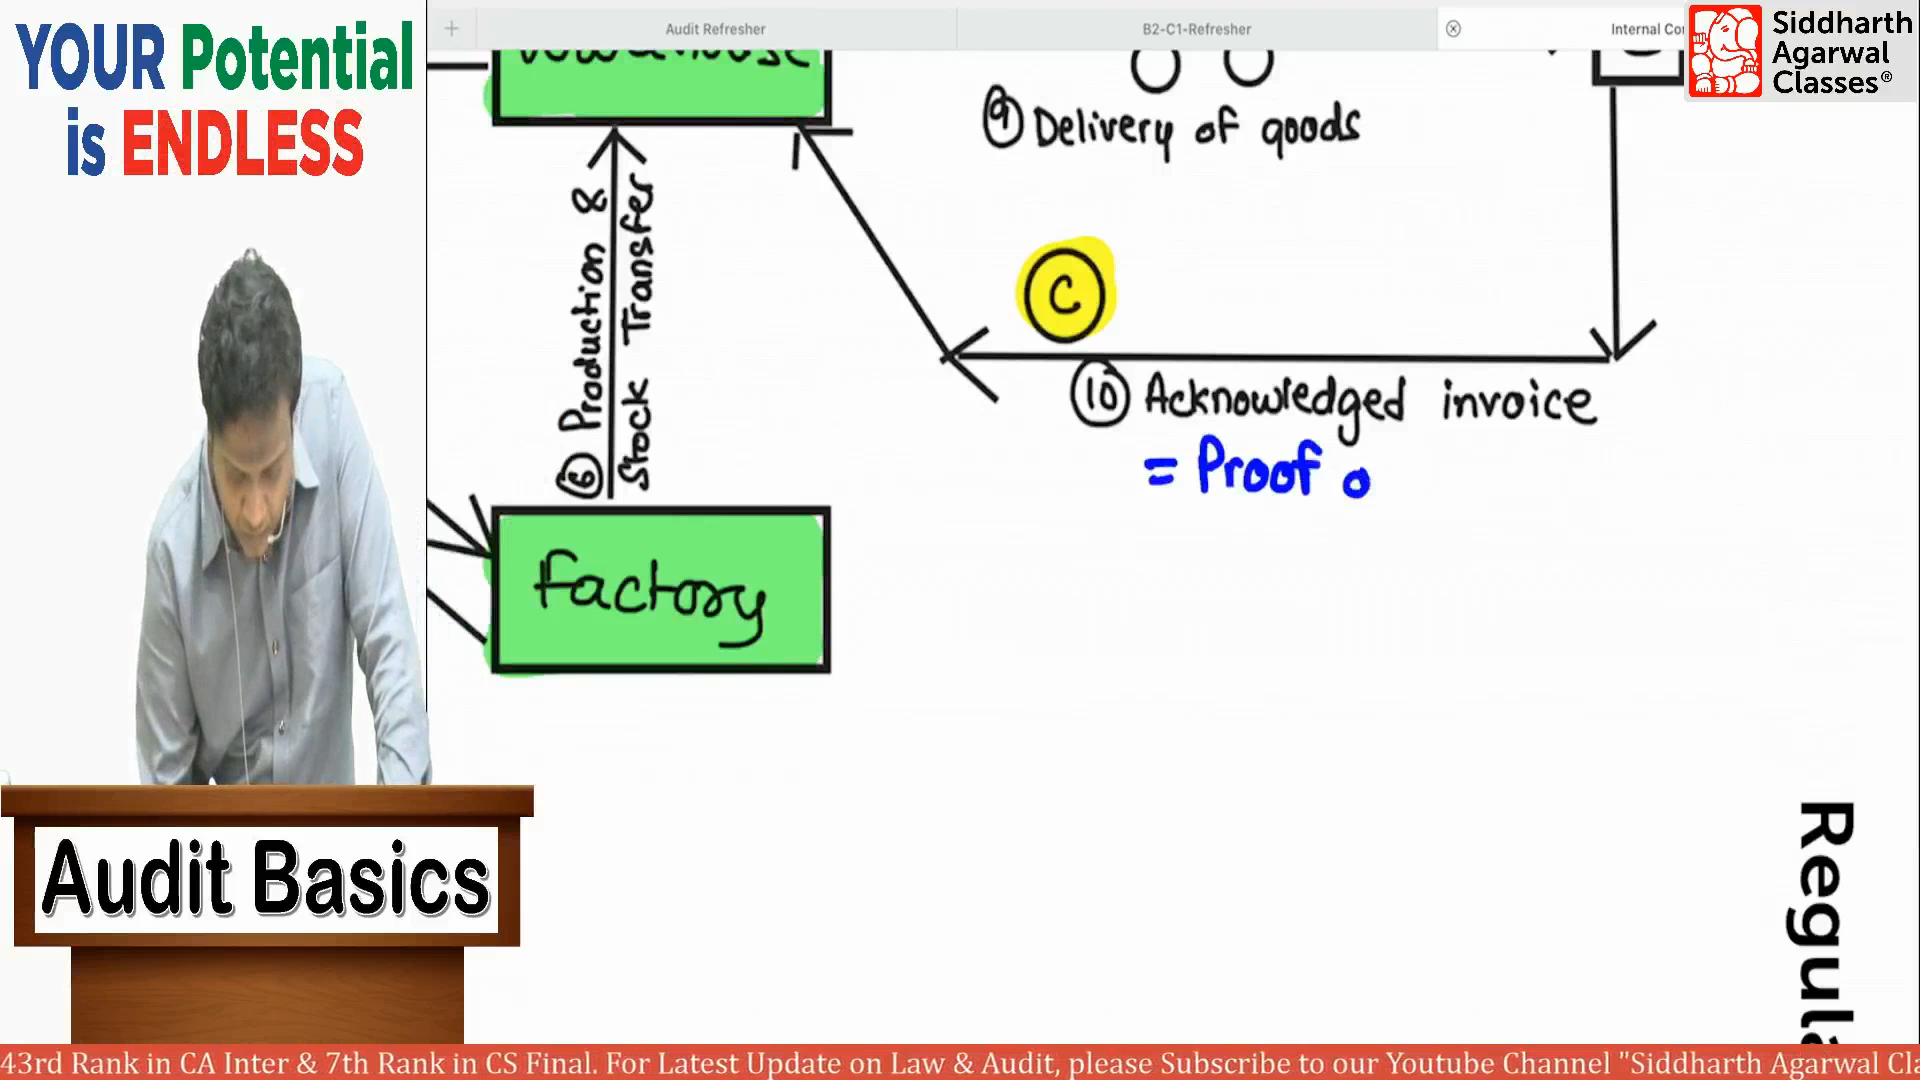 YOUR Potential
is ENDLESS
Audit Refresher
B2-C1-Refresher
Internal Co
Siddharth
Agarwal
Classes®
9 Delivery of goods
6 Production &
Stock Transfer
C
10 Acknowledged invoice
= Proof o
factory
Audit Basics
Regula
43rd Rank in CA Inter & 7th Rank in CS Final. For Latest Update on Law & Audit, please Subscribe to our Youtube Channel "Siddharth Agarwal Cla